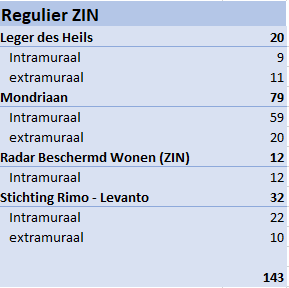 Regulier ZIN
Leger des Heils 20
Intramuraal 9
extramuraal 11
Mondriaan 79
Intramuraal 59
extramuraal 20
Radar Beschermd Wonen (ZIN) 12
Intramuraal 12
Stichting Rimo - Levanto 32
Intramuraal 22
extramuraal 10
143